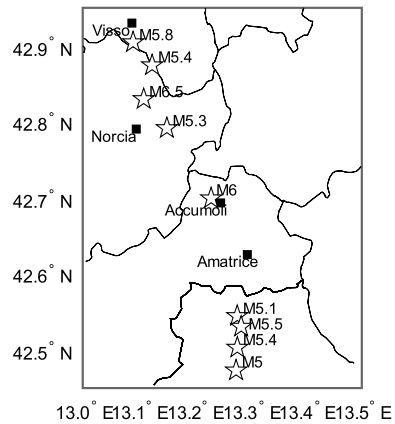 42.9° N
Visso
M5.8
M5.4
M6.5
42.8° N
M5.3
Norcia
42.7° N
M6
Accumoli
Amatrice
42.6° N
M5.1
M5.5
M5.4
42.5° N
M5
13.0° E13.1° E13.2° E13.3° E13.4° E13.5° E